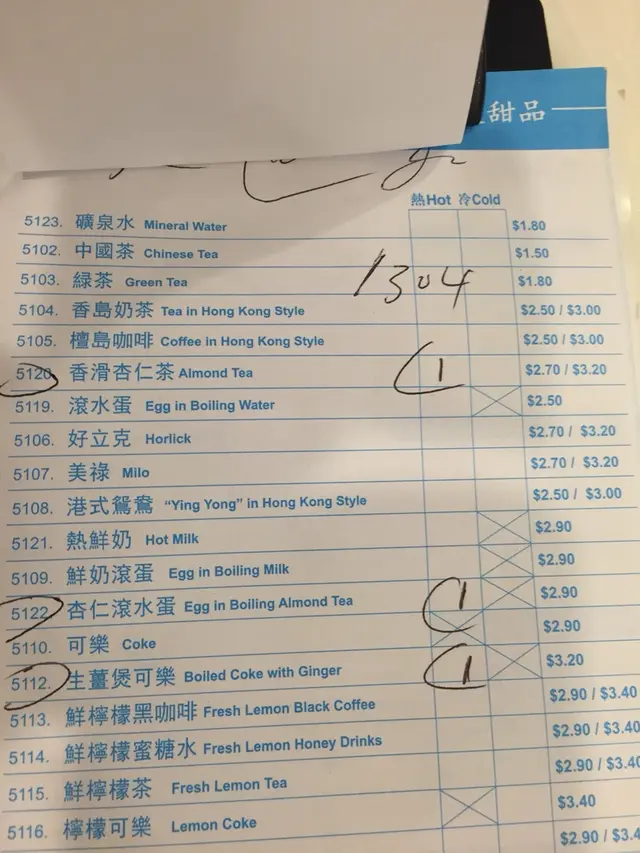 甜品
熱Hot 冷Cold
5123. 礦泉水 Mineral Water $1.80
5102. 中國茶 Chinese Tea $1.50
5103. 緑茶 Green Tea 1304 $1.80
5104. 香島奶茶 Tea in Hong Kong Style $2.50 / $3.00
5105. 檀島咖啡 Coffee in Hong Kong Style $2.50 / $3.00
5120. 香滑杏仁茶 Almond Tea 1 $2.70 / $3.20
5119. 滾水蛋 Egg in Boiling Water $2.50
5106. 好立克 Horlick $2.70 / $3.20
5107. 美祿 Milo $2.70 / $3.20
5108. 港式鴛鴦 “Ying Yong” in Hong Kong Style $2.50 / $3.00
5121. 熱鮮奶 Hot Milk $2.90
5109. 鮮奶滾蛋 Egg in Boiling Milk $2.90
5122. 杏仁滾水蛋 Egg in Boiling Almond Tea 1 $2.90
5110. 可樂 Coke $2.90
5112. 生薑煲可樂 Boiled Coke with Ginger 1 $3.20
5113. 鮮檸檬黑咖啡 Fresh Lemon Black Coffee $2.90 / $3.40
5114. 鮮檸檬蜜糖水 Fresh Lemon Honey Drinks $2.90 / $3.40
5115. 鮮檸檬茶 Fresh Lemon Tea $2.90 / $3.40
5116. 檸檬可樂 Lemon Coke $3.40
$2.90 / $3.4